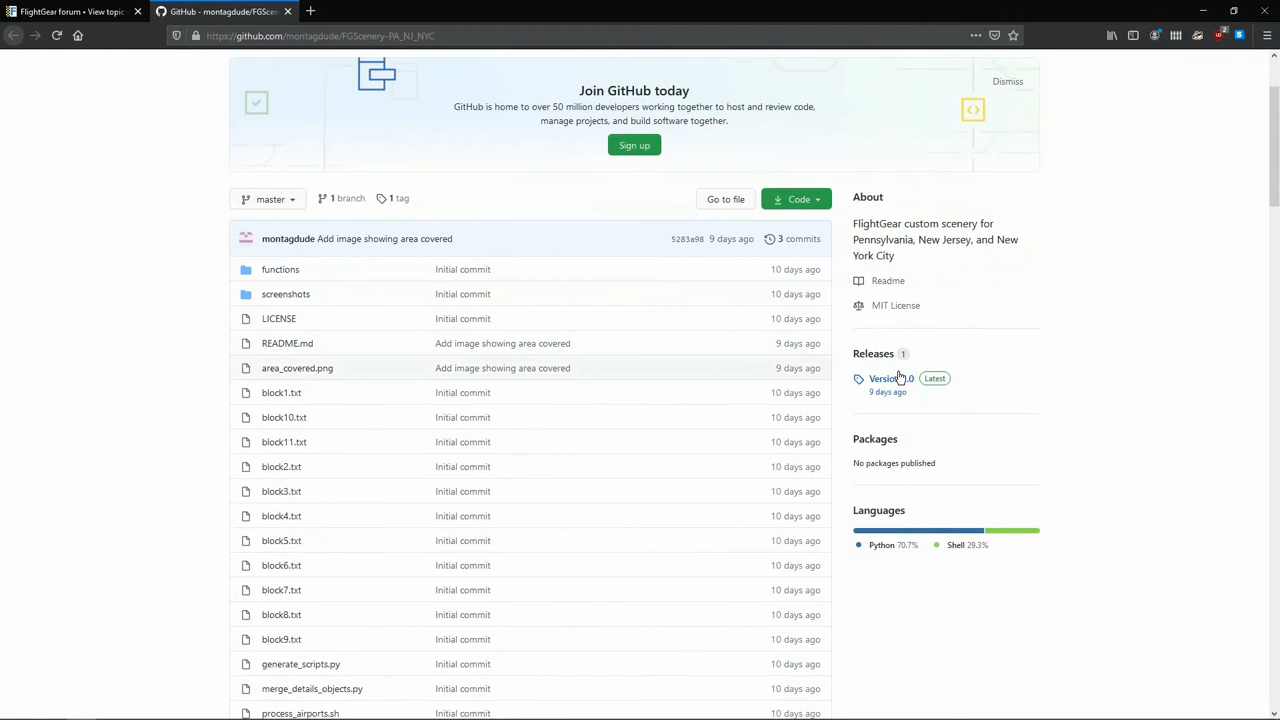 FlightGear forum • View topic -
GitHub - montagdude/FGScen
https://github.com/montagdude/FGScenery-PA_NJ_NYC
Join GitHub today
Dismiss
GitHub is home to over 50 million developers working together to host and review code,
manage projects, and build software together.
Sign up
master
1 branch
1 tag
Go to file
Code
montagdude Add image showing area covered
5283a98 9 days ago
3 commits
functions Initial commit 10 days ago
screenshots Initial commit 10 days ago
LICENSE Initial commit 10 days ago
README.md Add image showing area covered 9 days ago
area_covered.png Add image showing area covered 9 days ago
block1.txt Initial commit 10 days ago
block10.txt Initial commit 10 days ago
block11.txt Initial commit 10 days ago
block2.txt Initial commit 10 days ago
block3.txt Initial commit 10 days ago
block4.txt Initial commit 10 days ago
block5.txt Initial commit 10 days ago
block6.txt Initial commit 10 days ago
block7.txt Initial commit 10 days ago
block8.txt Initial commit 10 days ago
block9.txt Initial commit 10 days ago
generate_scripts.py Initial commit 10 days ago
merge_details_objects.py Initial commit 10 days ago
process_airports.sh Initial commit 10 days ago
About
FlightGear custom scenery for
Pennsylvania, New Jersey, and New
York City
Readme
MIT License
Releases 1
Latest
9 days ago
Packages
No packages published
Languages
Python 70.7%
Shell 29.3%